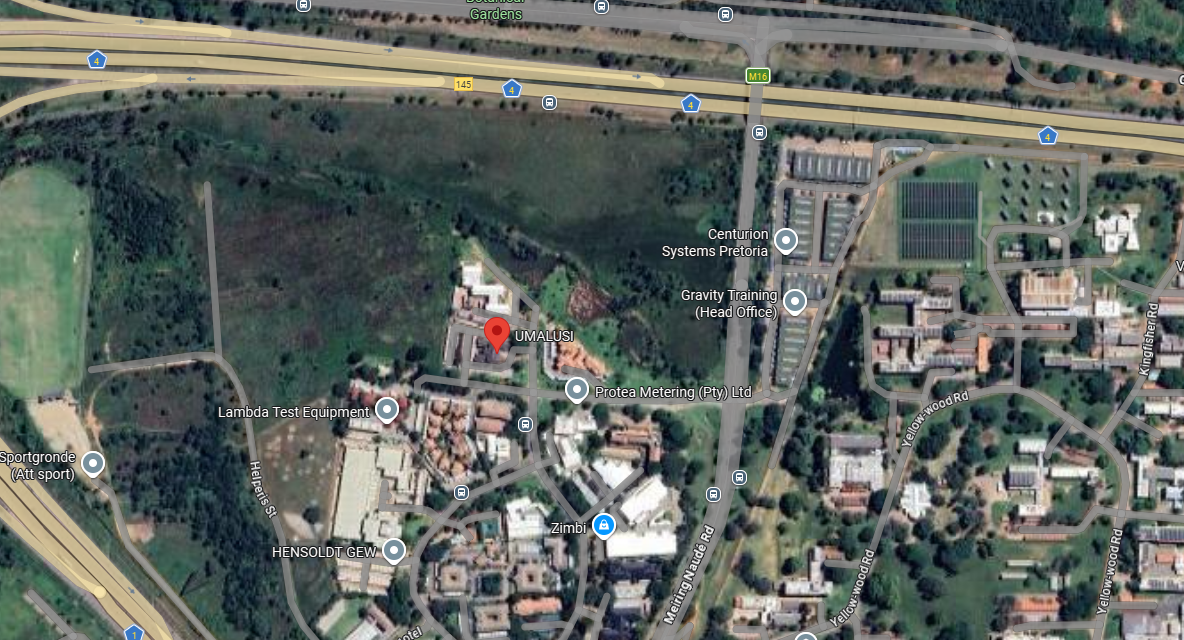 Botanical
Gardens
4
M16
145
4
4
4
Centurion
Systems Pretoria
Gravity Training
(Head Office)
UMALUSI
Kingfisher Rd
Protea Metering (Pty) Ltd
Lambda Test Equipment
Yellow-wood Rd
Sportgronde
(Att sport)
Helperis St
Zimbi
HENSOLDT GEW
Meiring Naudé Rd
Yellow-wood Rd
Yellow-wood Rd
1